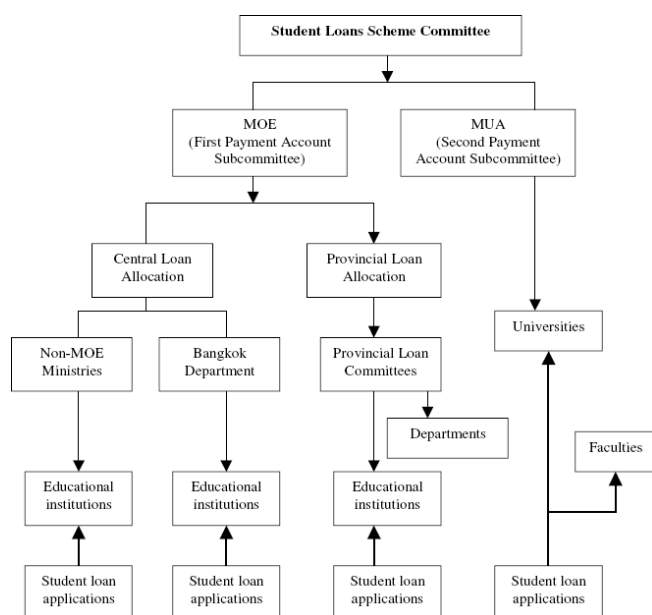 Student Loans Scheme Committee
MOE
(First Payment Account
Subcommittee)
MUA
(Second Payment
Account Subcommittee)
Central Loan
Allocation
Provincial Loan
Allocation
Universities
Non-MOE
Ministries
Bangkok
Department
Provincial Loan
Committees
Departments
Faculties
Educational
institutions
Educational
institutions
Educational
institutions
Student loan
applications
Student loan
applications
Student loan
applications
Student loan
applications